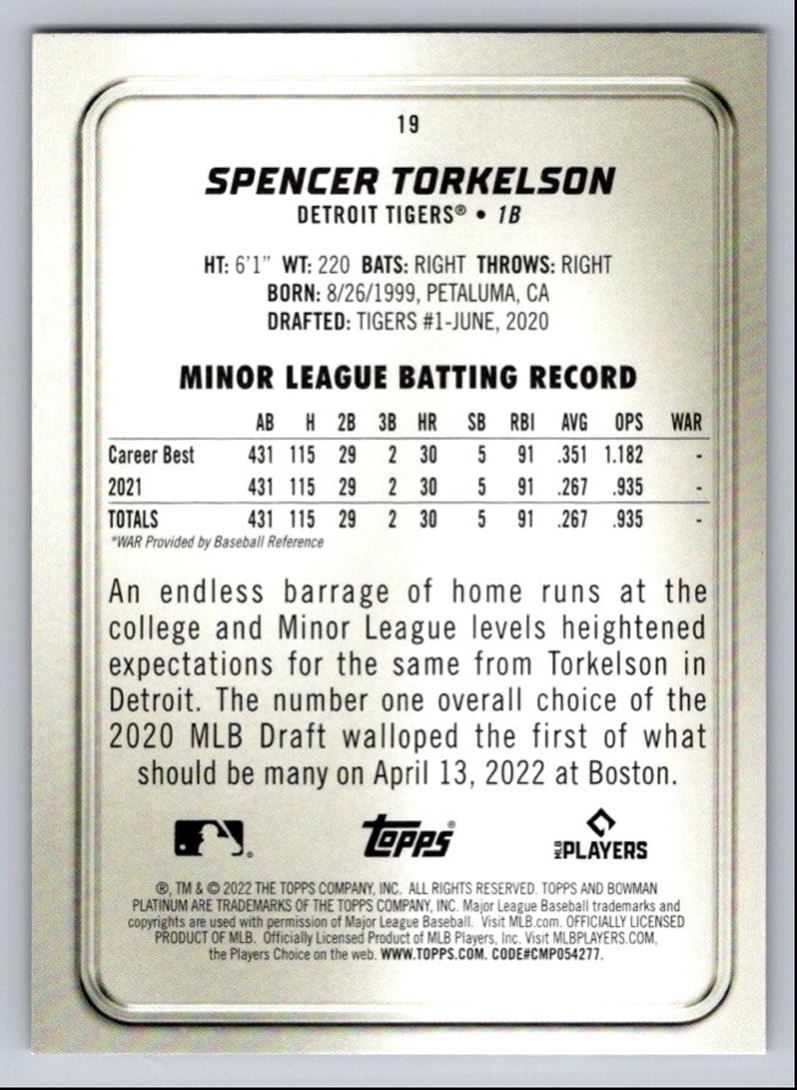 19
SPENCER TORKELSON
DETROIT TIGERS® • 1B
HT: 6'1" WT: 220 BATS: RIGHT THROWS: RIGHT
BORN: 8/26/1999, PETALUMA, CA
DRAFTED: TIGERS #1-JUNE, 2020
MINOR LEAGUE BATTING RECORD
AB H 2B 3B HR SB RBI AVG OPS WAR
Career Best 431 115 29 2 30 5 91 .351 1.182 -
2021 431 115 29 2 30 5 91 .267 .935 -
TOTALS 431 115 29 2 30 5 91 .267 .935 -
*WAR Provided by Baseball Reference
An endless barrage of home runs at the
college and Minor League levels heightened
expectations for the same from Torkelson in
Detroit. The number one overall choice of the
2020 MLB Draft walloped the first of what
should be many on April 13, 2022 at Boston.
topps® MLB PLAYERS
®, TM & © 2022 THE TOPPS COMPANY, INC. ALL RIGHTS RESERVED. TOPPS AND BOWMAN
PLATINUM ARE TRADEMARKS OF THE TOPPS COMPANY, INC. Major League Baseball trademarks and
copyrights are used with permission of Major League Baseball. Visit MLB.com. OFFICIALLY LICENSED
PRODUCT OF MLB. Officially Licensed Product of MLB Players, Inc. Visit MLBPLAYERS.COM,
the Players Choice on the web. WWW.TOPPS.COM. CODE#CMP054277.